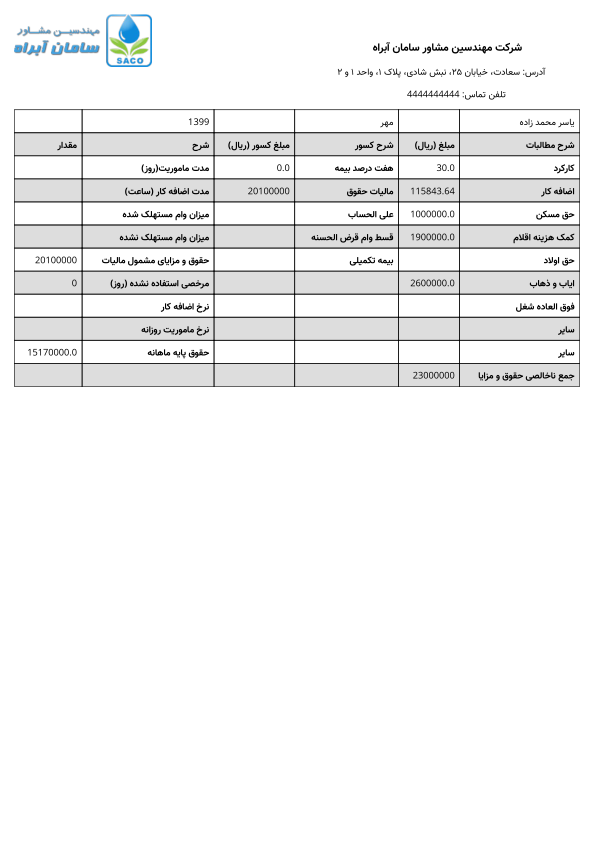 مهندسین مشاور
سامان آبراه
SACO
شرکت مهندسین مشاور سامان آبراه
آدرس: سعادت، خیابان ۲۵، نبش شادی، پلاک ۱، واحد ۱ و ۲
تلفن تماس: 4444444444
یاسر محمد زاده مهر 1399
شرح مطالبات مبلغ (ریال) شرح کسور مبلغ کسور (ریال) شرح مقدار
کارکرد 30.0 هفت درصد بیمه 0.0 مدت ماموریت(روز)
اضافه کار 115843.64 مالیات حقوق 20100000 مدت اضافه کار (ساعت)
حق مسکن 1000000.0 علی الحساب میزان وام مستهلک شده
کمک هزینه اقلام 1900000.0 قسط وام قرض الحسنه میزان وام مستهلک نشده
حق اولاد بیمه تکمیلی حقوق و مزایای مشمول مالیات 20100000
ایاب و ذهاب 2600000.0 مرخصی استفاده نشده (روز) 0
فوق العاده شغل نرخ اضافه کار
سایر نرخ ماموریت روزانه
سایر حقوق پایه ماهانه 15170000.0
جمع ناخالصی حقوق و مزایا 23000000